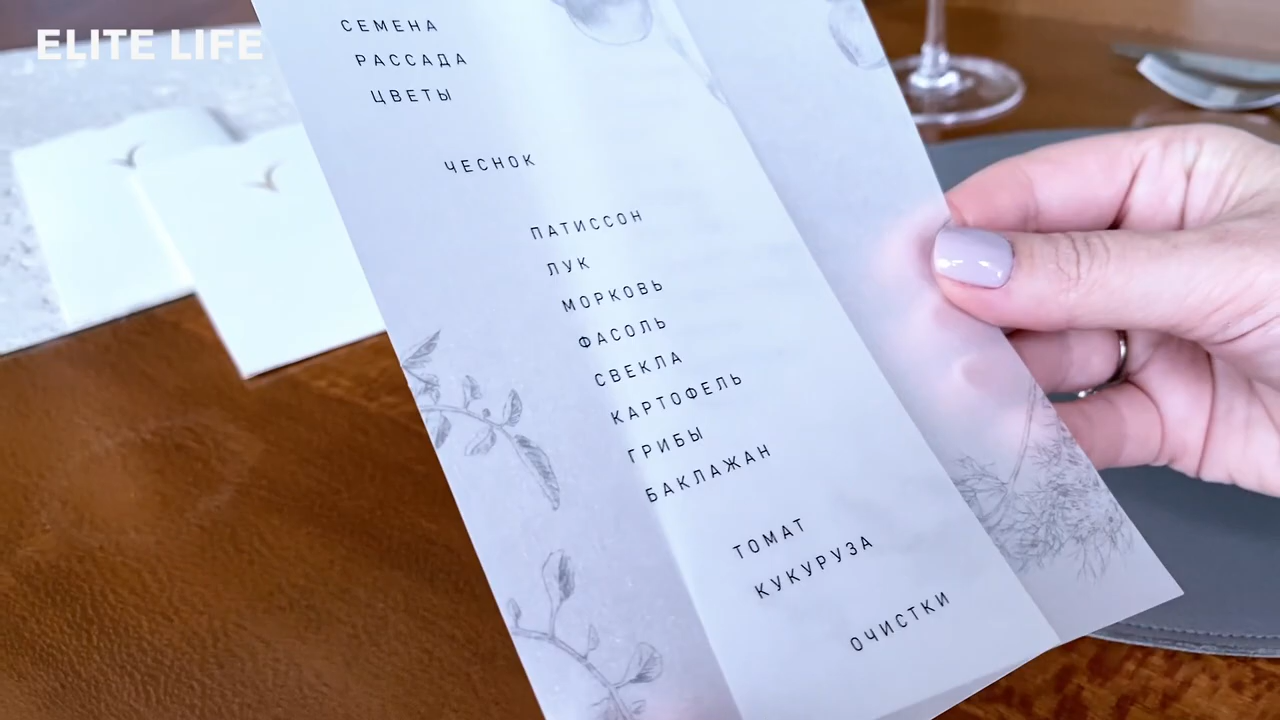 ELITE LIFE
СЕМЕНА
РАССАДА
ЦВЕТЫ
ЧЕСНОК
ПАТИССОН
ЛУК
МОРКОВЬ
ФАСОЛЬ
СВЕКЛА
КАРТОФЕЛЬ
ГРИБЫ
БАКЛАЖАН
ТОМАТ
КУКУРУЗА
ОЧИСТКИ